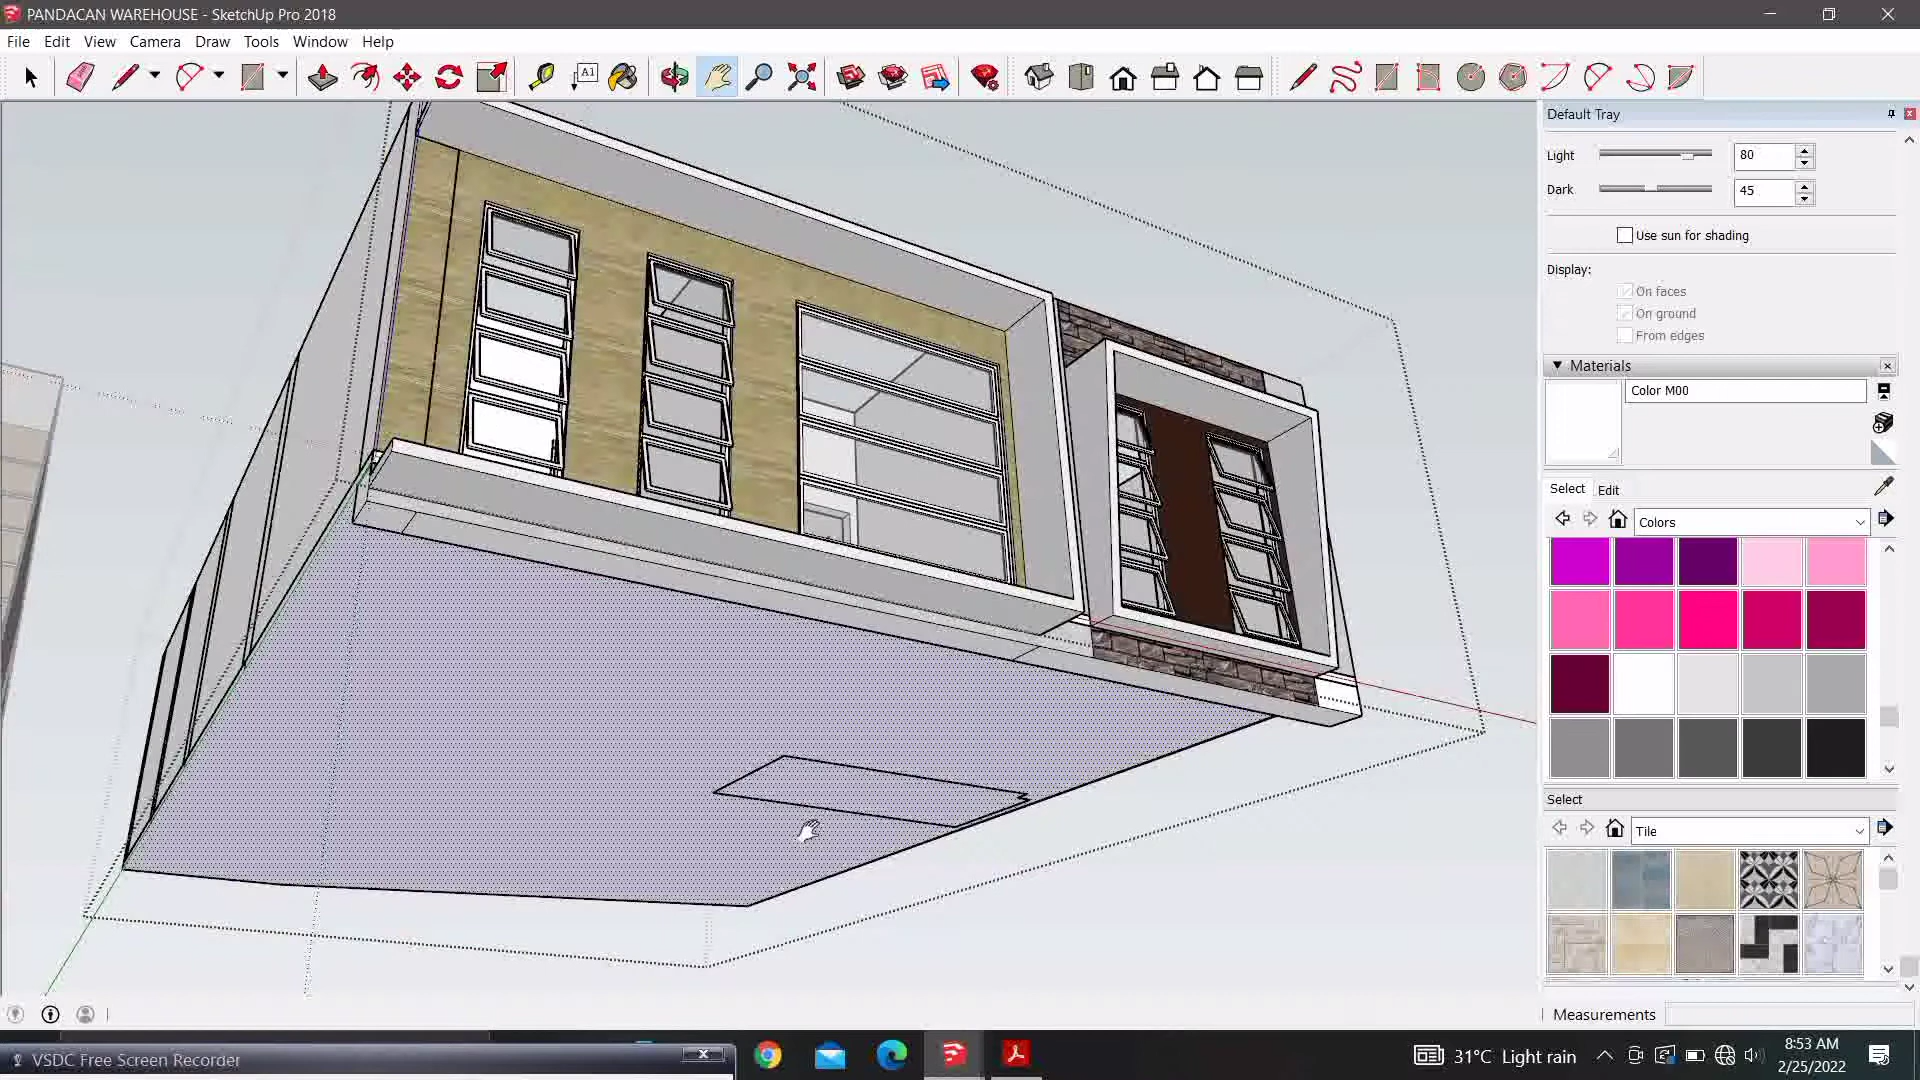 PANDACAN WAREHOUSE - SketchUp Pro 2018
File Edit View Camera Draw Tools Window Help
A1
Default Tray
Light 80
Dark 45
Use sun for shading
Display:
On faces
On ground
From edges
Materials
Color M00
Select Edit
Colors
Select
Tile
Measurements
VSDC Free Screen Recorder
31°C Light rain
8:53 AM
2/25/2022